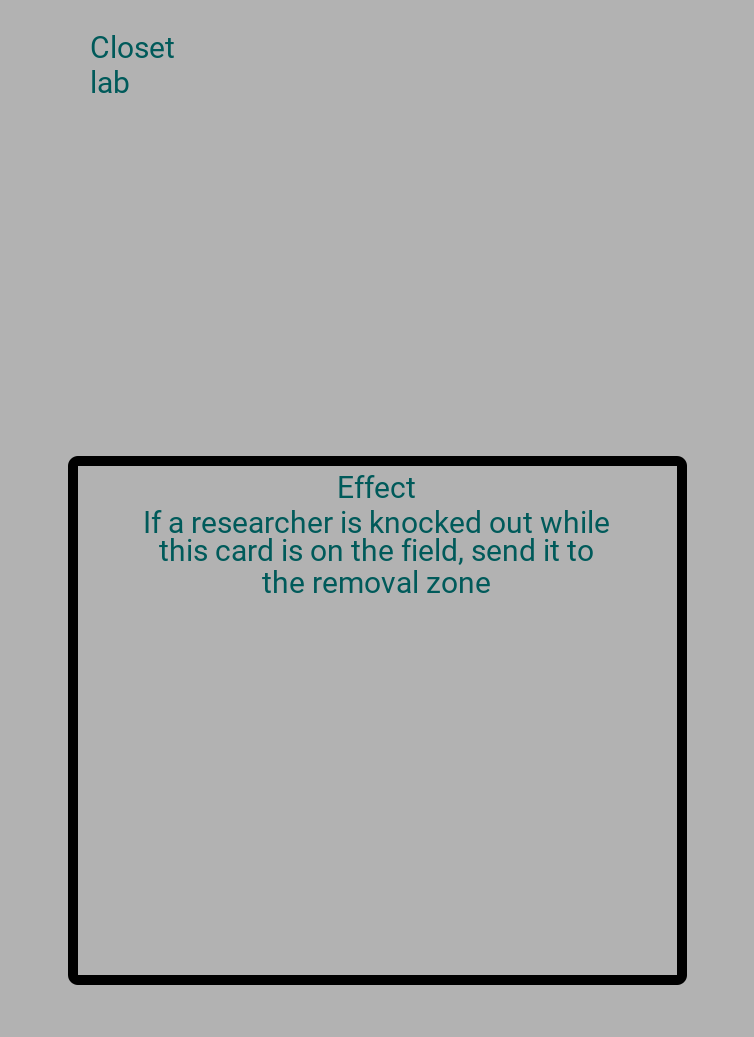 Closet
lab
Effect
If a researcher is knocked out while
this card is on the field, send it to
the removal zone